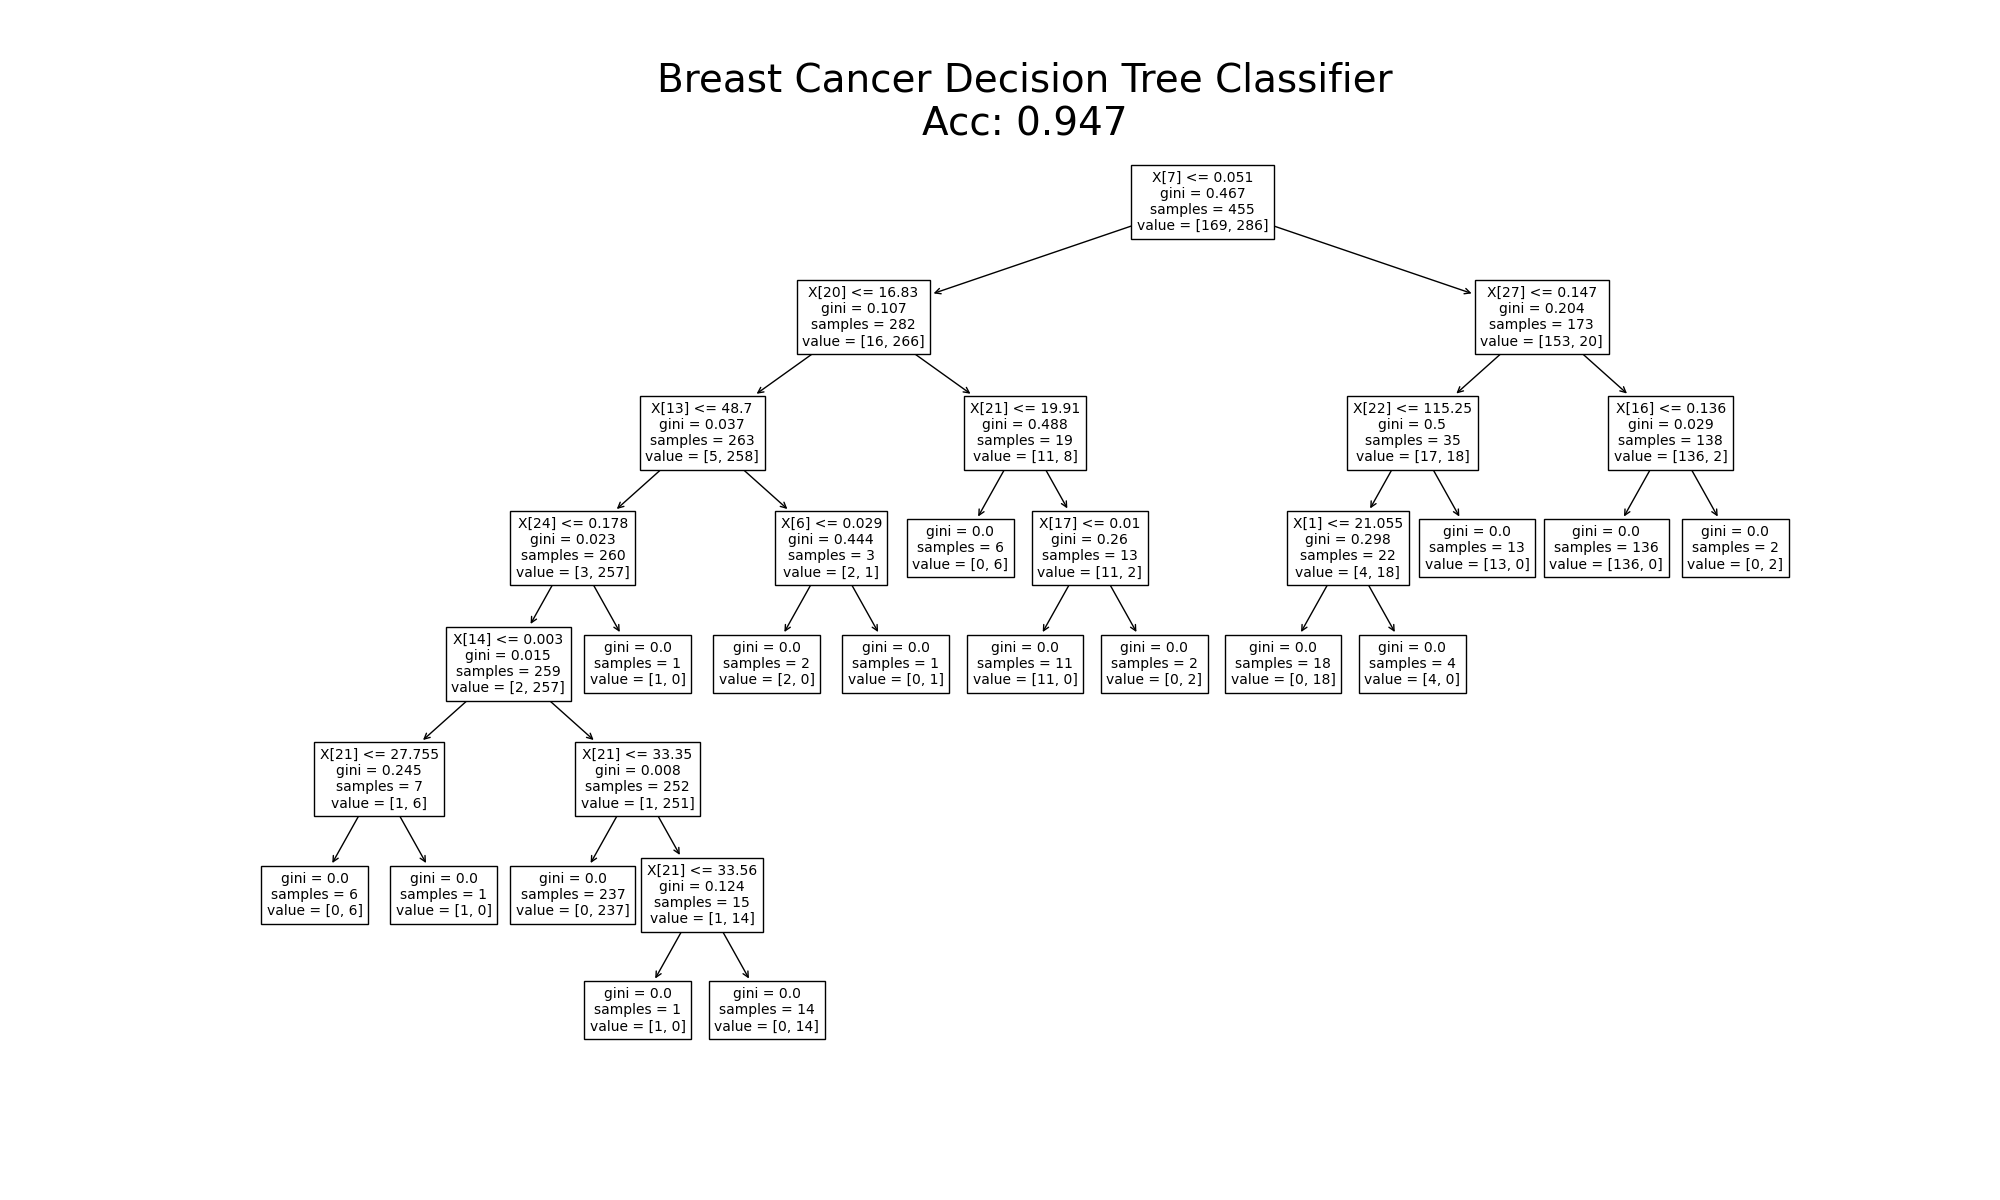 Breast Cancer Decision Tree Classifier
Acc: 0.947
X[7] <= 0.051
gini = 0.467
samples = 455
value = [169, 286]
X[20] <= 16.83
gini = 0.107
samples = 282
value = [16, 266]
X[27] <= 0.147
gini = 0.204
samples = 173
value = [153, 20]
X[13] <= 48.7
gini = 0.037
samples = 263
value = [5, 258]
X[21] <= 19.91
gini = 0.488
samples = 19
value = [11, 8]
X[22] <= 115.25
gini = 0.5
samples = 35
value = [17, 18]
X[16] <= 0.136
gini = 0.029
samples = 138
value = [136, 2]
X[24] <= 0.178
gini = 0.023
samples = 260
value = [3, 257]
X[6] <= 0.029
gini = 0.444
samples = 3
value = [2, 1]
gini = 0.0
samples = 6
value = [0, 6]
X[17] <= 0.01
gini = 0.26
samples = 13
value = [11, 2]
X[1] <= 21.055
gini = 0.298
samples = 22
value = [4, 18]
gini = 0.0
samples = 13
value = [13, 0]
gini = 0.0
samples = 136
value = [136, 0]
gini = 0.0
samples = 2
value = [0, 2]
X[14] <= 0.003
gini = 0.015
samples = 259
value = [2, 257]
gini = 0.0
samples = 1
value = [1, 0]
gini = 0.0
samples = 2
value = [2, 0]
gini = 0.0
samples = 1
value = [0, 1]
gini = 0.0
samples = 11
value = [11, 0]
gini = 0.0
samples = 2
value = [0, 2]
gini = 0.0
samples = 18
value = [0, 18]
gini = 0.0
samples = 4
value = [4, 0]
X[21] <= 27.755
gini = 0.245
samples = 7
value = [1, 6]
X[21] <= 33.35
gini = 0.008
samples = 252
value = [1, 251]
gini = 0.0
samples = 6
value = [0, 6]
gini = 0.0
samples = 1
value = [1, 0]
gini = 0.0
samples = 237
value = [0, 237]
X[21] <= 33.56
gini = 0.124
samples = 15
value = [1, 14]
gini = 0.0
samples = 1
value = [1, 0]
gini = 0.0
samples = 14
value = [0, 14]